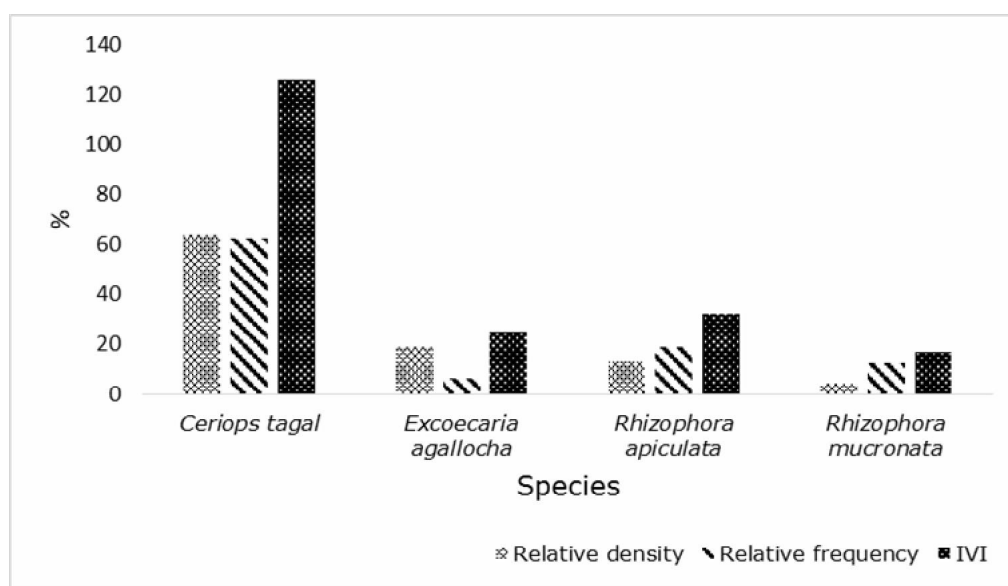 140
120
100
80
60
40
20
0
%
Ceriops tagal
Excoecaria
agallocha
Rhizophora
apiculata
Rhizophora
mucronata
Species
Relative density Relative frequency IVI